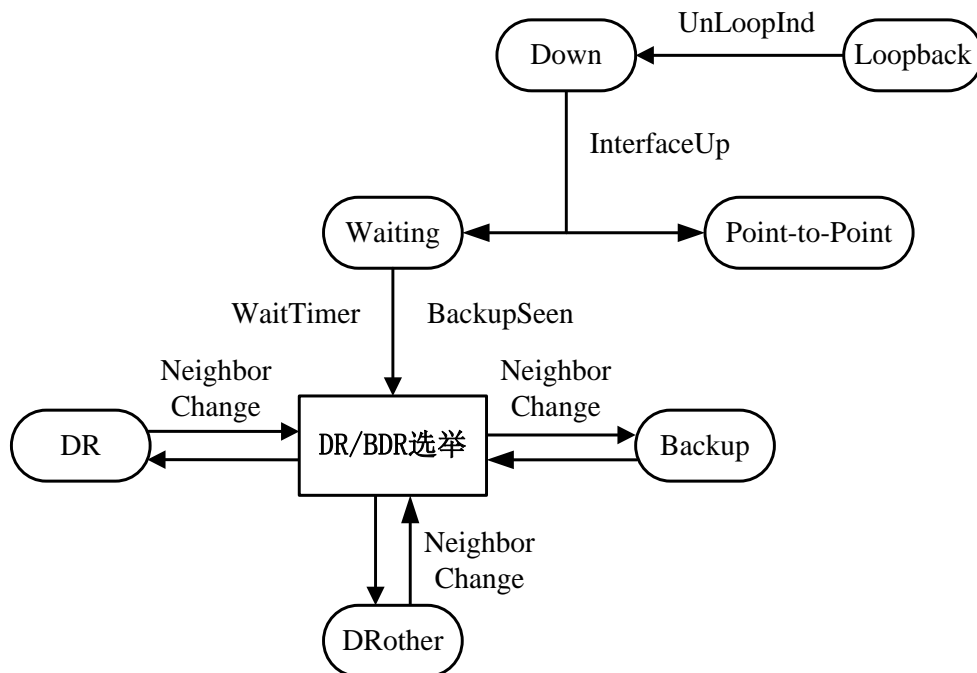 UnLoopInd
Down
Loopback
InterfaceUp
Waiting
Point-to-Point
WaitTimer
BackupSeen
Neighbor
Change
Neighbor
Change
DR
DR/BDR选举
Backup
Neighbor
Change
DRother